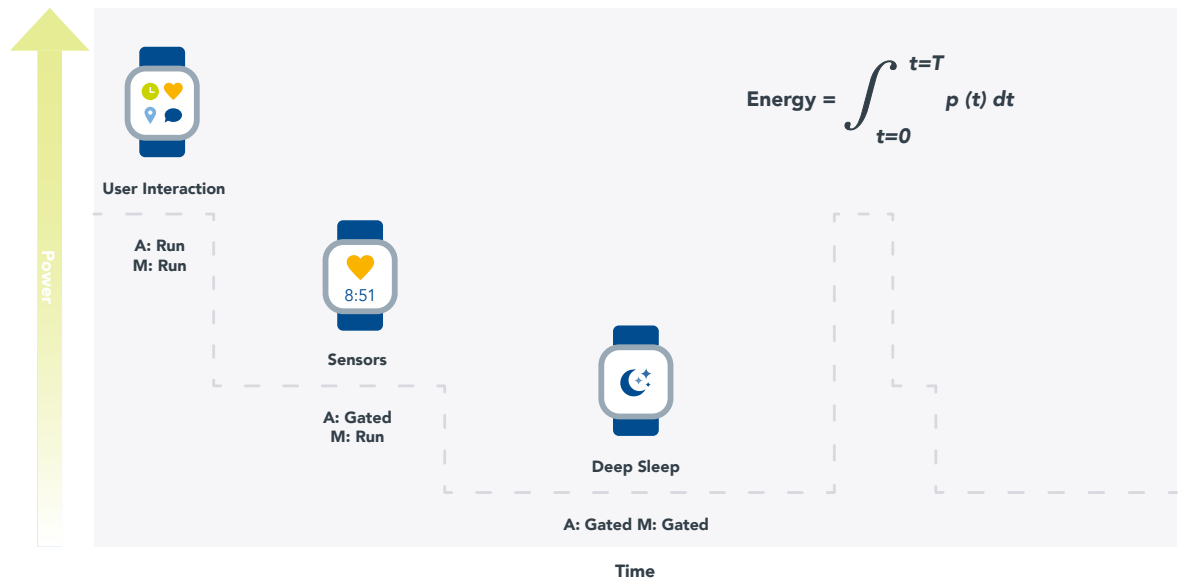 Energy = ∫ t=T t=0 p (t) dt
User Interaction
A: Run
M: Run
Power
8:51
Sensors
A: Gated
M: Run
Deep Sleep
A: Gated M: Gated
Time